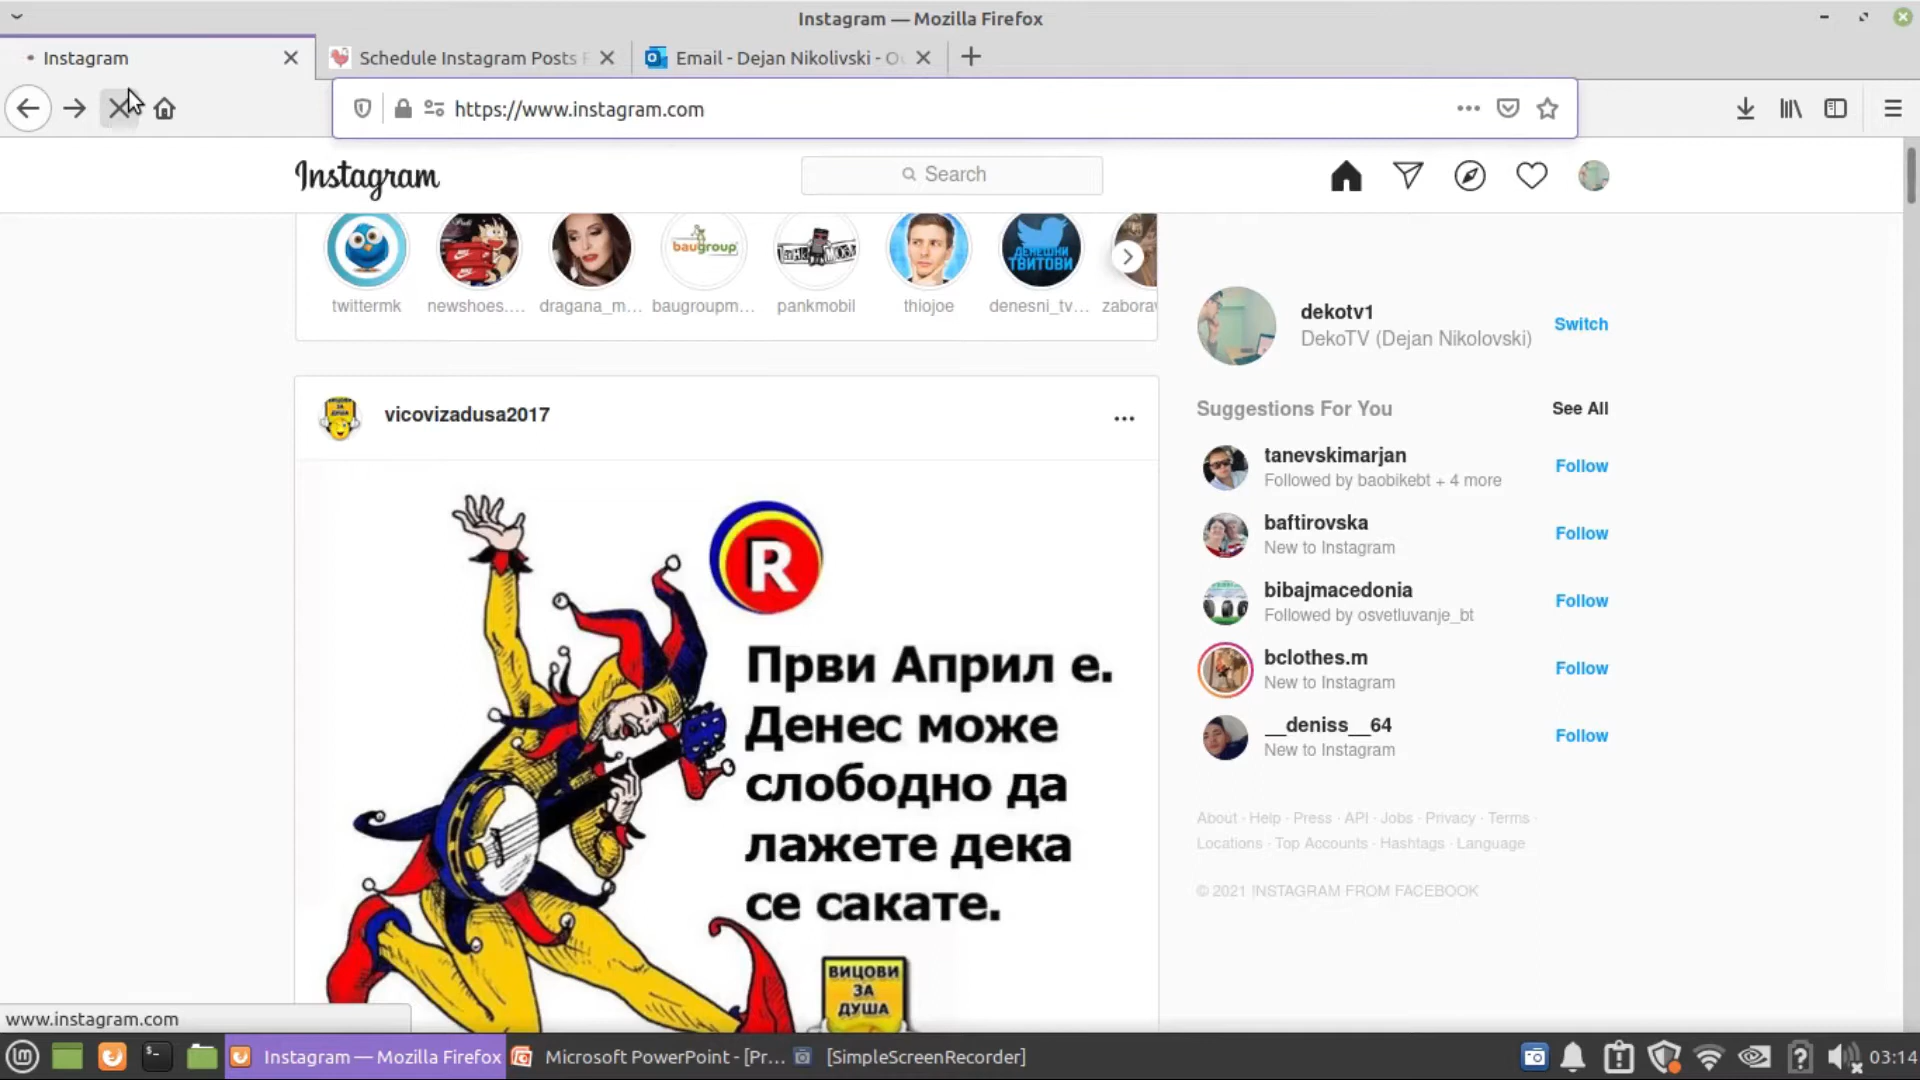 Instagram — Mozilla Firefox
Instagram
Schedule Instagram Posts
Email - Dejan Nikolivski - O
https://www.instagram.com
Instagram
Search
twittermk
newshoes....
dragana_m...
baugroupm...
pankmobil
thiojoe
denesni_tv...
zabora
baugroup
ДЕНЕШНИ
ТВИТОВИ
dekotv1
Switch
DekoTV (Dejan Nikolovski)
vicovizadusa2017
Suggestions For You
See All
tanevskimarjan
Followed by baobikebt + 4 more
Follow
baftirovska
New to Instagram
Follow
bibajmacedonia
Followed by osvetluvanje_bt
Follow
bclothes.m
New to Instagram
Follow
__deniss__64
New to Instagram
Follow
About · Help · Press · API · Jobs · Privacy · Terms ·
Locations · Top Accounts · Hashtags · Language
© 2021 INSTAGRAM FROM FACEBOOK
R
Први Април е.
Денес може
слободно да
лажете дека
се сакате.
ВИЦОВИ
ЗА
ДУША
www.instagram.com
Instagram — Mozilla Firefox
Microsoft PowerPoint - [Pr...
[SimpleScreenRecorder]
03:14